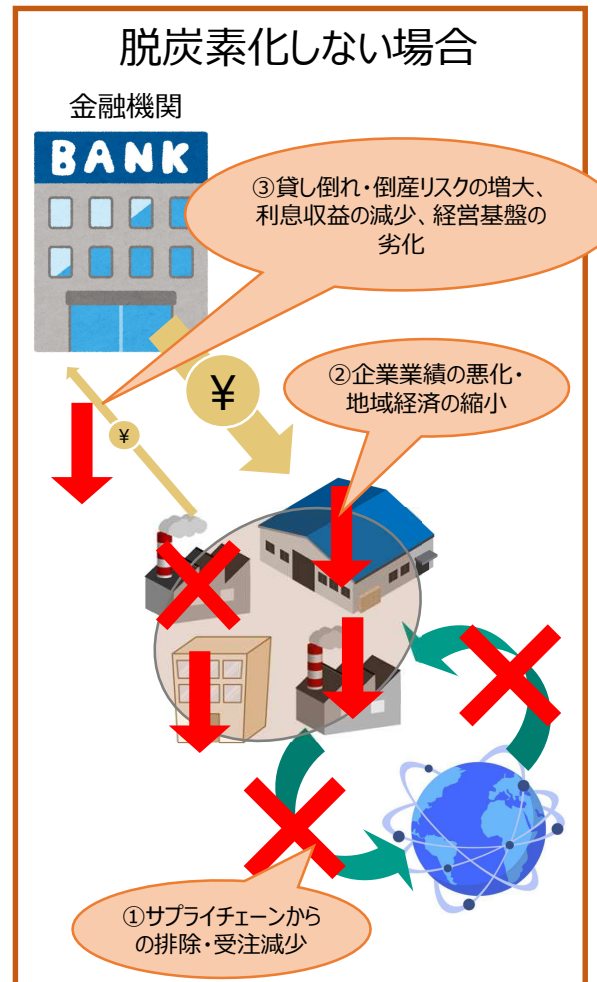 脱炭素化しない場合
金融機関
BANK
③貸し倒れ・倒産リスクの増大、
利息収益の減少、経営基盤の
劣化
¥
¥
②企業業績の悪化・
地域経済の縮小
①サプライチェーンから
の排除・受注減少